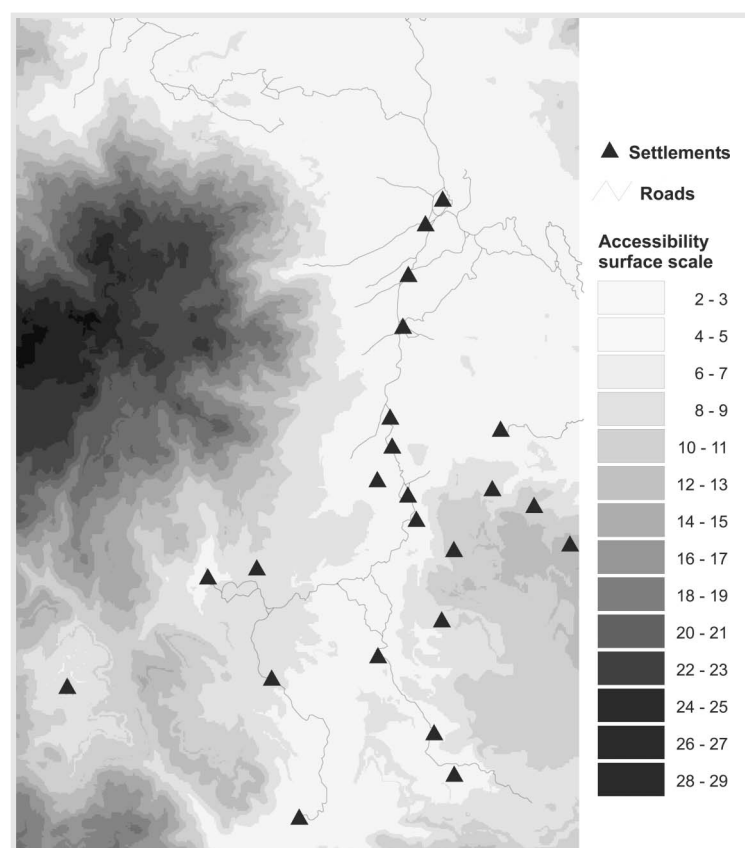 Settlements
Roads
Accessibility
surface scale
2 - 3
4 - 5
6 - 7
8 - 9
10 - 11
12 - 13
14 - 15
16 - 17
18 - 19
20 - 21
22 - 23
24 - 25
26 - 27
28 - 29